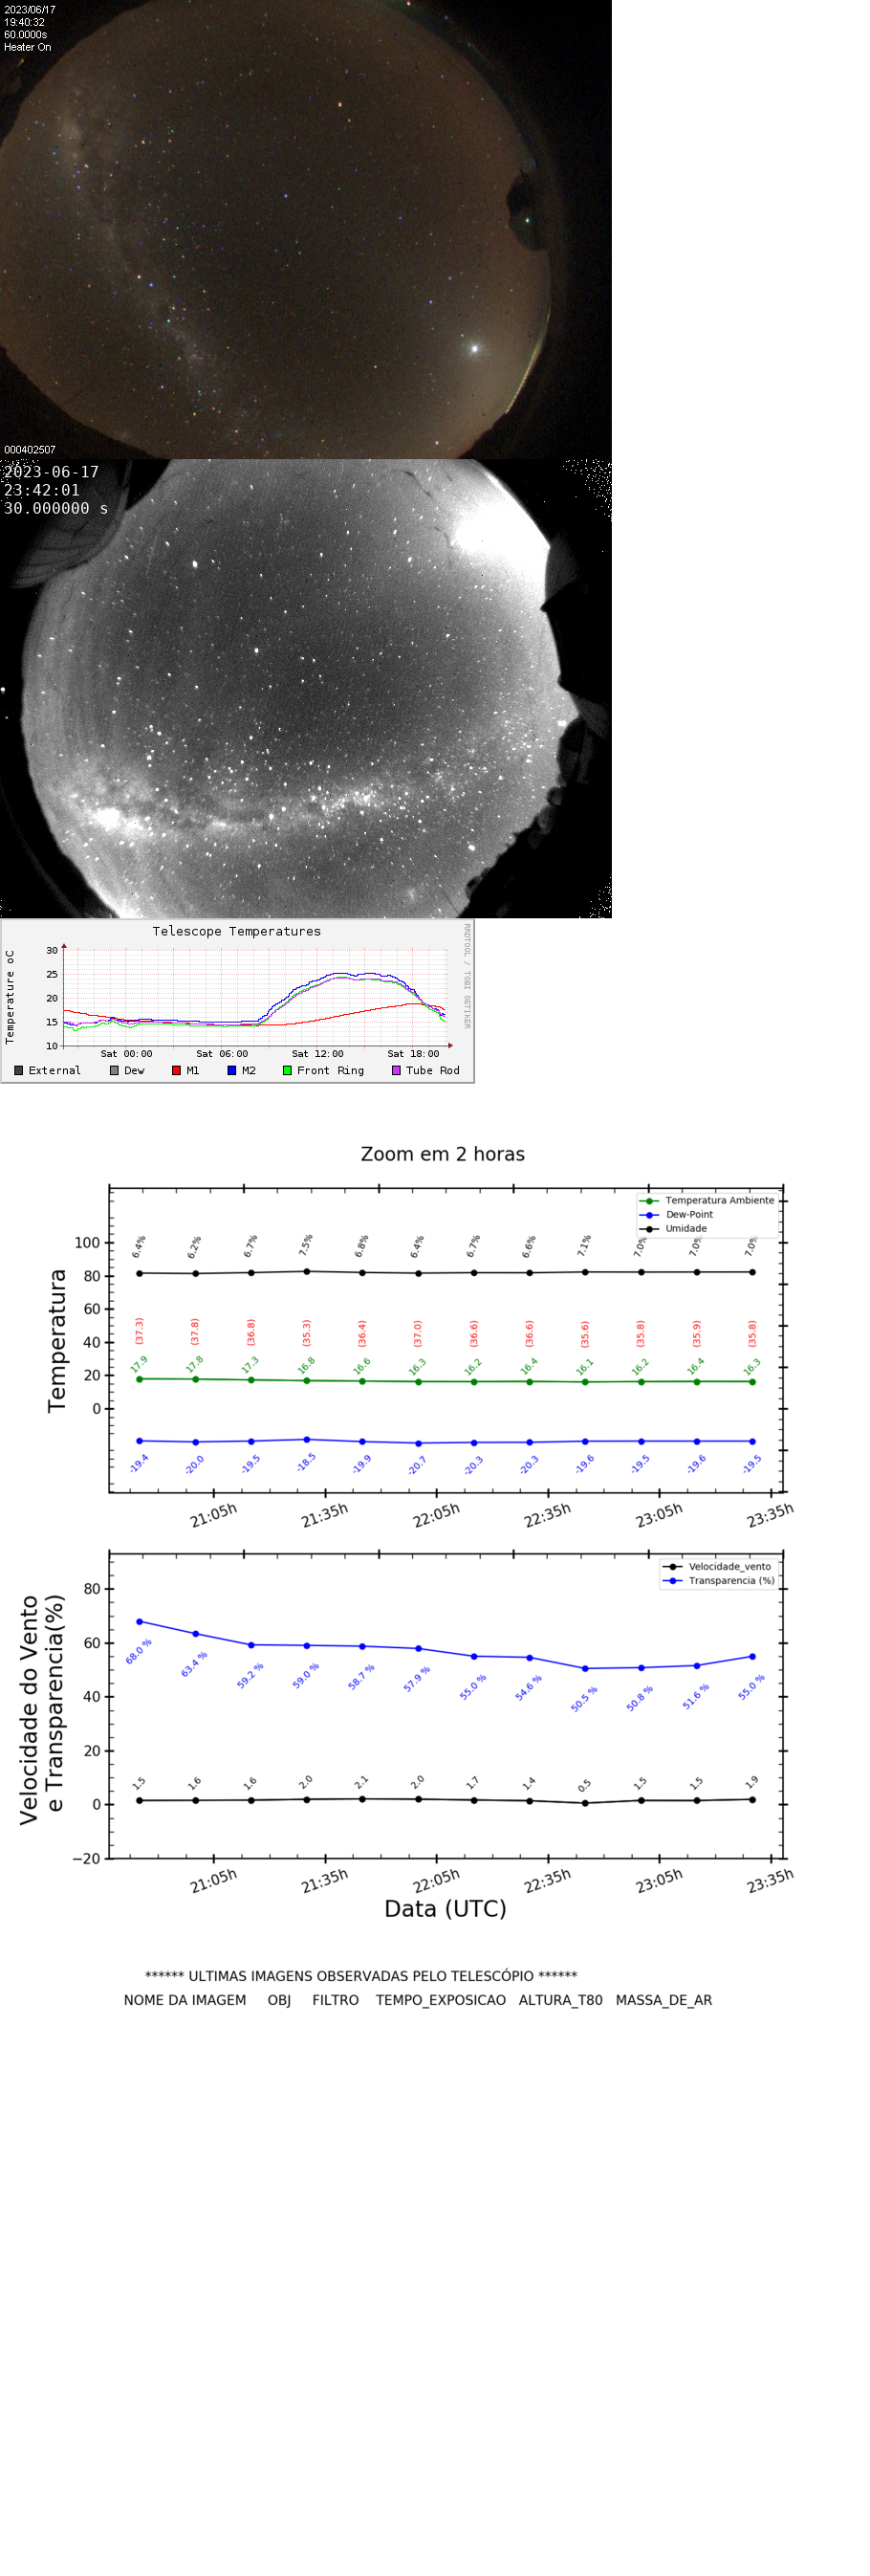 2023/06/17
19:40:32
60.0000s
Heater On
000402507
2023-06-17
23:42:01
30.000000 s
Telescope Temperatures
RRDTOOL / TOBI OETIKER
Temperature oC
30
25
20
15
10
Sat 00:00 Sat 06:00 Sat 12:00 Sat 18:00
External Dew M1 M2 Front Ring Tube Rod
Zoom em 2 horas
Temperatura Ambiente
Dew-Point
Umidade
Temperatura
100
80
60
40
20
0
6.4% 6.2% 6.7% 7.5% 6.8% 6.4% 6.7% 6.6% 7.1% 7.0% 7.0% 7.0%
(37.3) (37.8) (36.8) (35.3) (36.4) (37.0) (36.6) (36.6) (35.6) (35.8) (35.9) (35.8)
17.9 17.8 17.3 16.8 16.6 16.3 16.2 16.4 16.1 16.2 16.4 16.3
-19.4 -20.0 -19.5 -18.5 -19.9 -20.7 -20.3 -20.3 -19.6 -19.5 -19.6 -19.5
21:05h 21:35h 22:05h 22:35h 23:05h 23:35h
Velocidade_vento
Transparencia (%)
Velocidade do Vento
e Transparencia(%)
80
60
40
20
0
−20
68.0 % 63.4 % 59.2 % 59.0 % 58.7 % 57.9 % 55.0 % 54.6 % 50.5 % 50.8 % 51.6 % 55.0 %
1.5 1.6 1.6 2.0 2.1 2.0 1.7 1.4 0.5 1.5 1.5 1.9
21:05h 21:35h 22:05h 22:35h 23:05h 23:35h
Data (UTC)
****** ULTIMAS IMAGENS OBSERVADAS PELO TELESCÓPIO ******
NOME DA IMAGEM OBJ FILTRO TEMPO_EXPOSICAO ALTURA_T80 MASSA_DE_AR